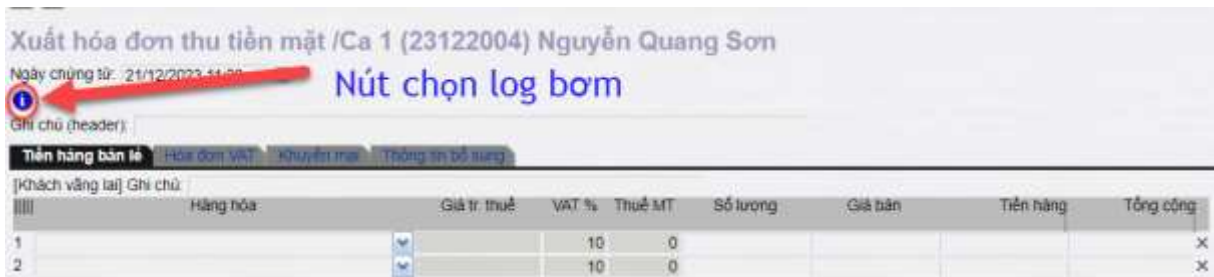 Xuất hóa đơn thu tiền mặt /Ca 1 (23122004) Nguyễn Quang Sơn
Ngày chứng từ: 21/12/2023 11:
Nút chọn log bơm
Ghi chú (header):
Tiền hàng bán lẻ Hóa đơn VAT Khuyến mại Thông tin bổ sung
[Khách vãng lai] Ghi chú:
Hàng hóa Giá tr. thuế VAT % Thuế MT Số lượng Giá bán Tiền hàng Tổng cộng
1 10 0
2 10 0